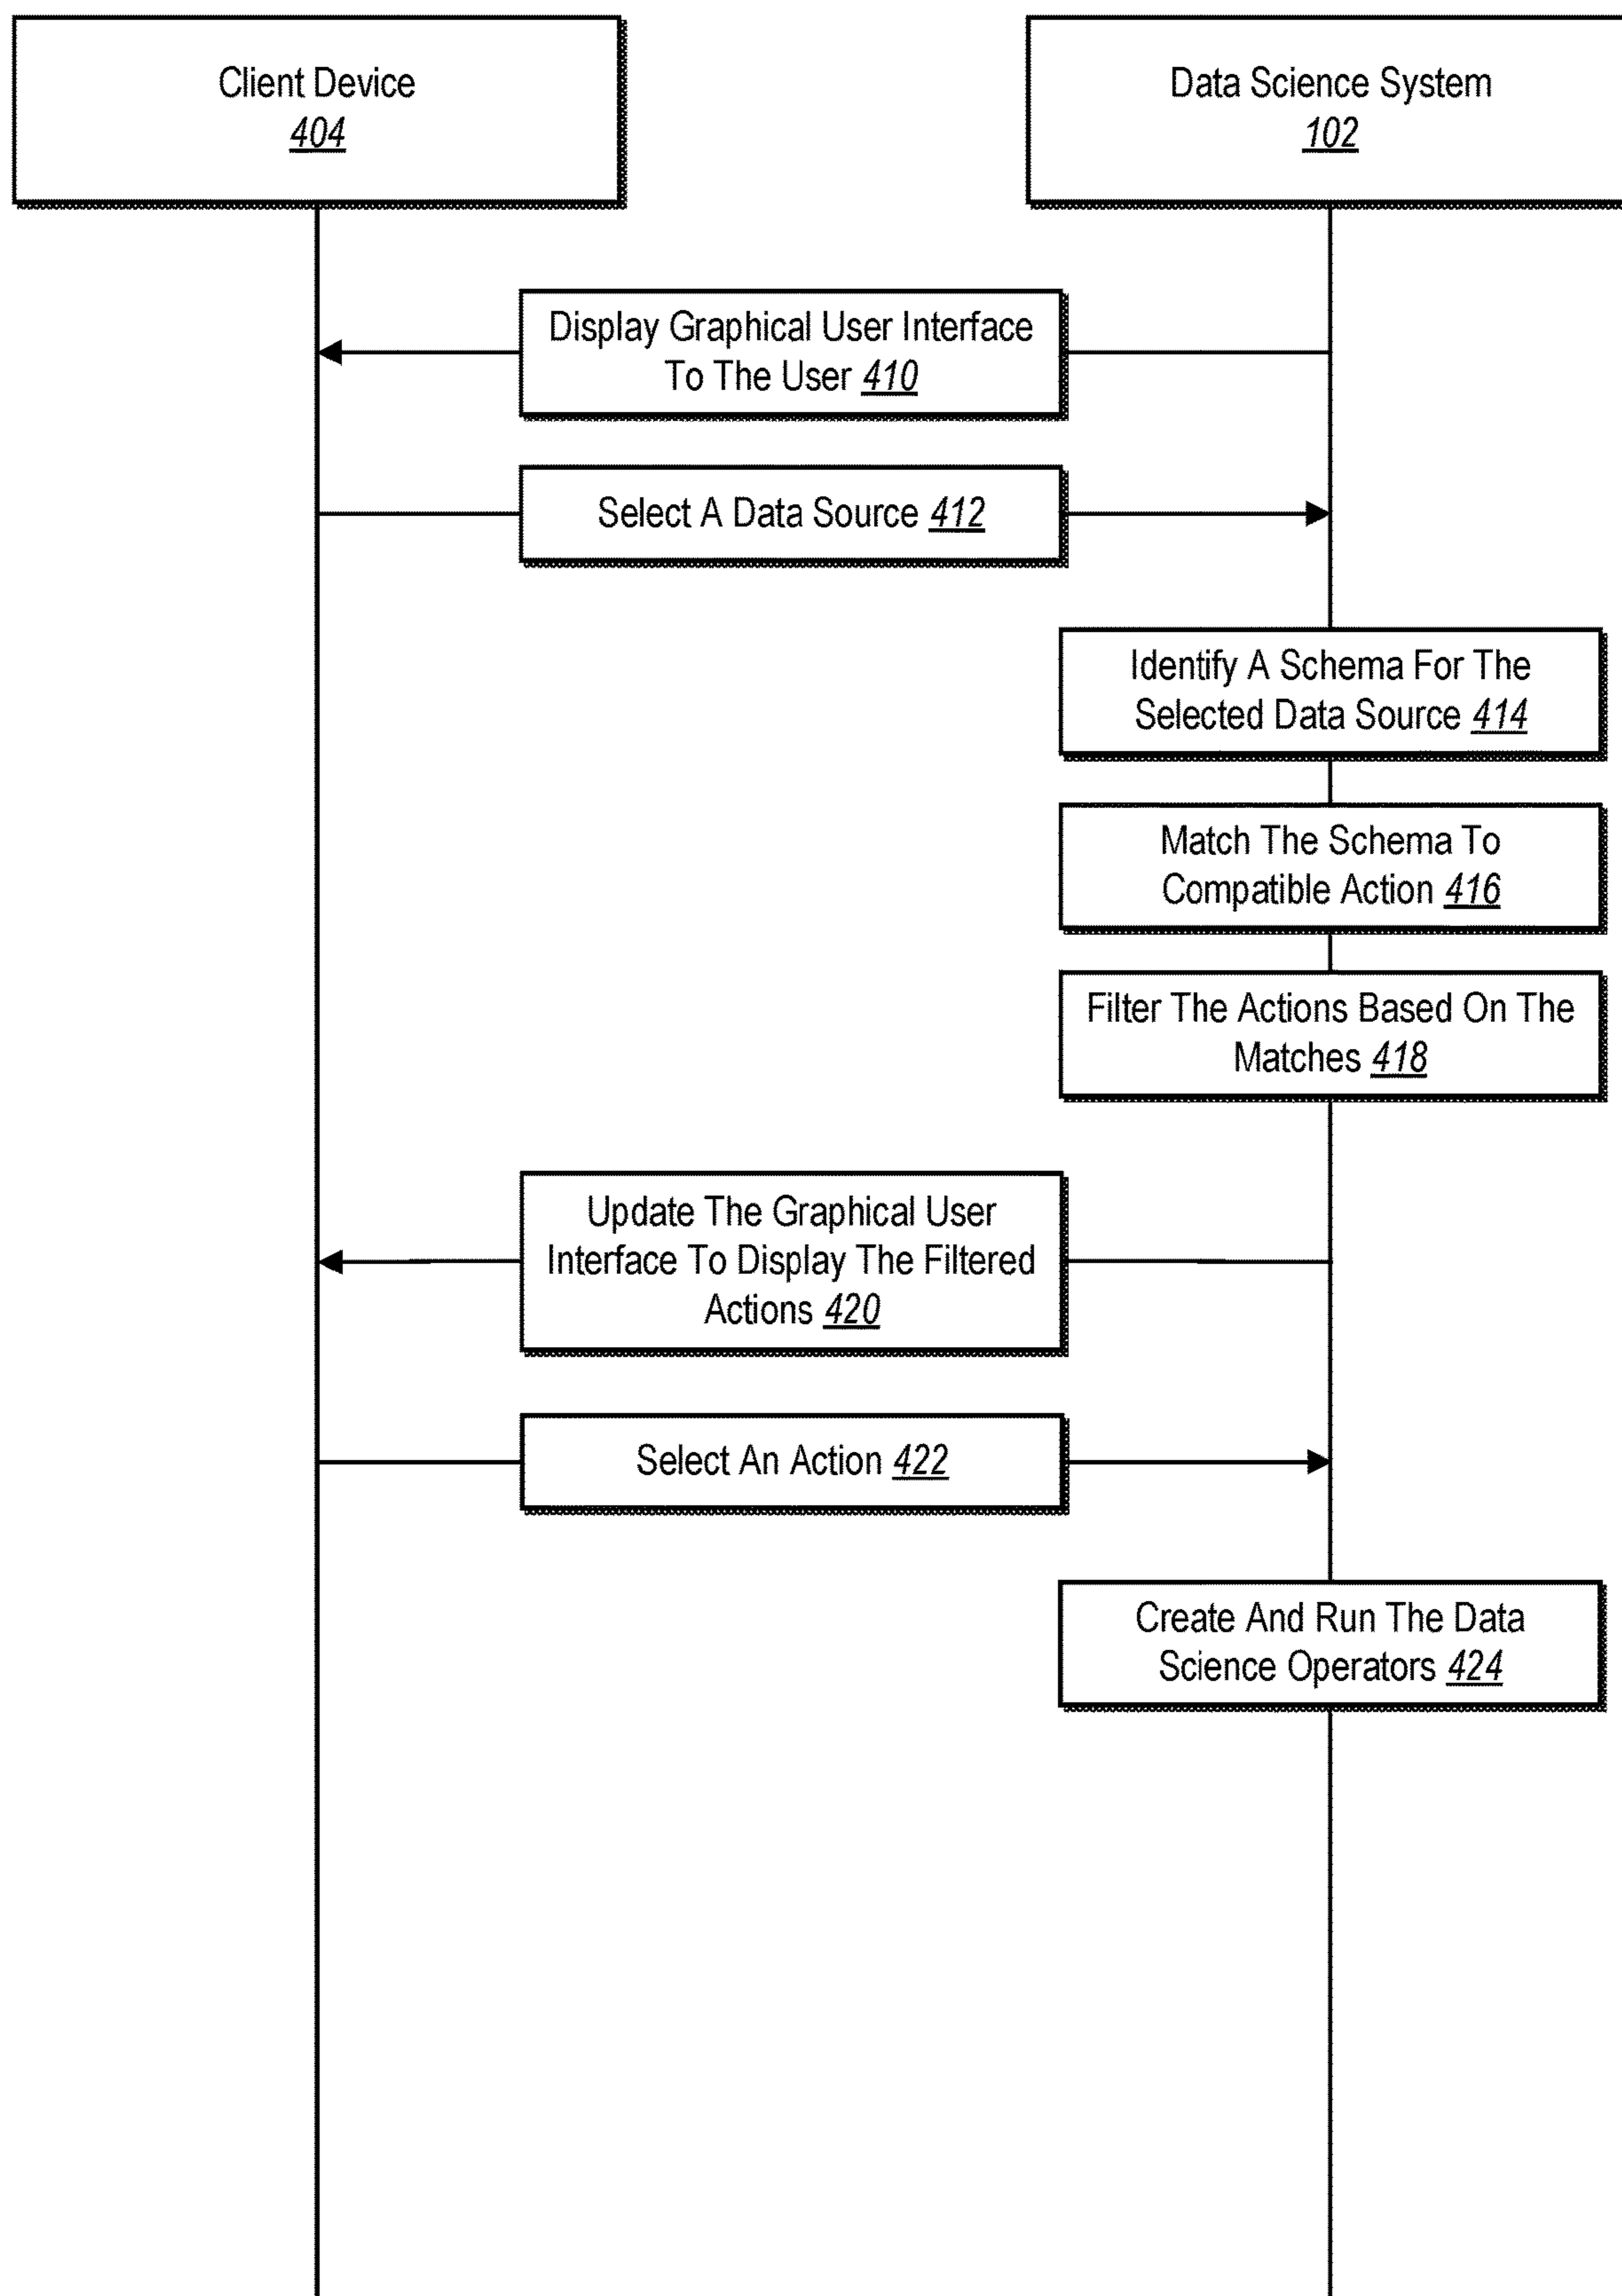 Client Device
404
Data Science System
102
Display Graphical User Interface
To The User 410
Select A Data Source 412
Identify A Schema For The
Selected Data Source 414
Match The Schema To
Compatible Action 416
Filter The Actions Based On The
Matches 418
Update The Graphical User
Interface To Display The Filtered
Actions 420
Select An Action 422
Create And Run The Data
Science Operators 424